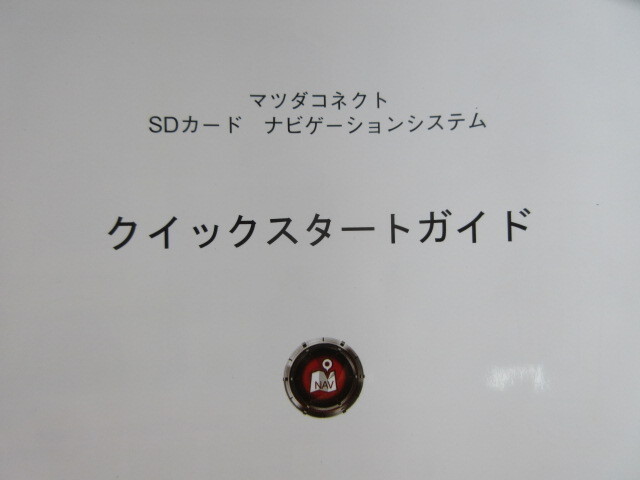 マツダコネクト
SDカード　ナビゲーションシステム
クイックスタートガイド
NAV